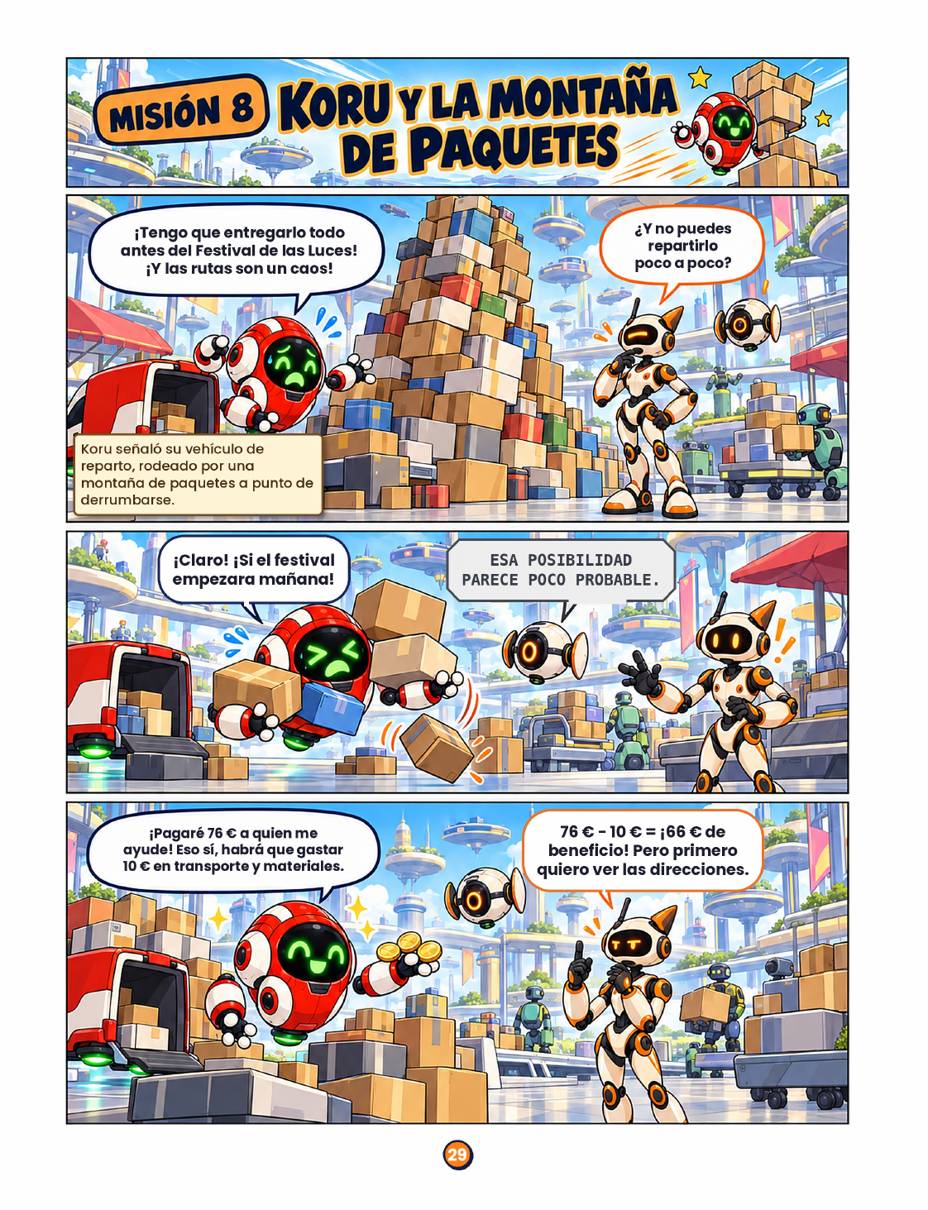 MISIÓN 8
KORU Y LA MONTAÑA
DE PAQUETES
¡Tengo que entregarlo todo
antes del Festival de las Luces!
¡Y las rutas son un caos!
¿Y no puedes
repartirlo
poco a poco?
Koru señaló su vehículo de
reparto, rodeado por una
montaña de paquetes a punto de
derrumbarse.
¡Claro! ¡Si el festival
empezara mañana!
ESA POSIBILIDAD
PARECE POCO PROBABLE.
¡Pagaré 76 € a quien me
ayude! Eso sí, habrá que gastar
10 € en transporte y materiales.
76 € - 10 € = ¡66 € de
beneficio! Pero primero
quiero ver las direcciones.
29